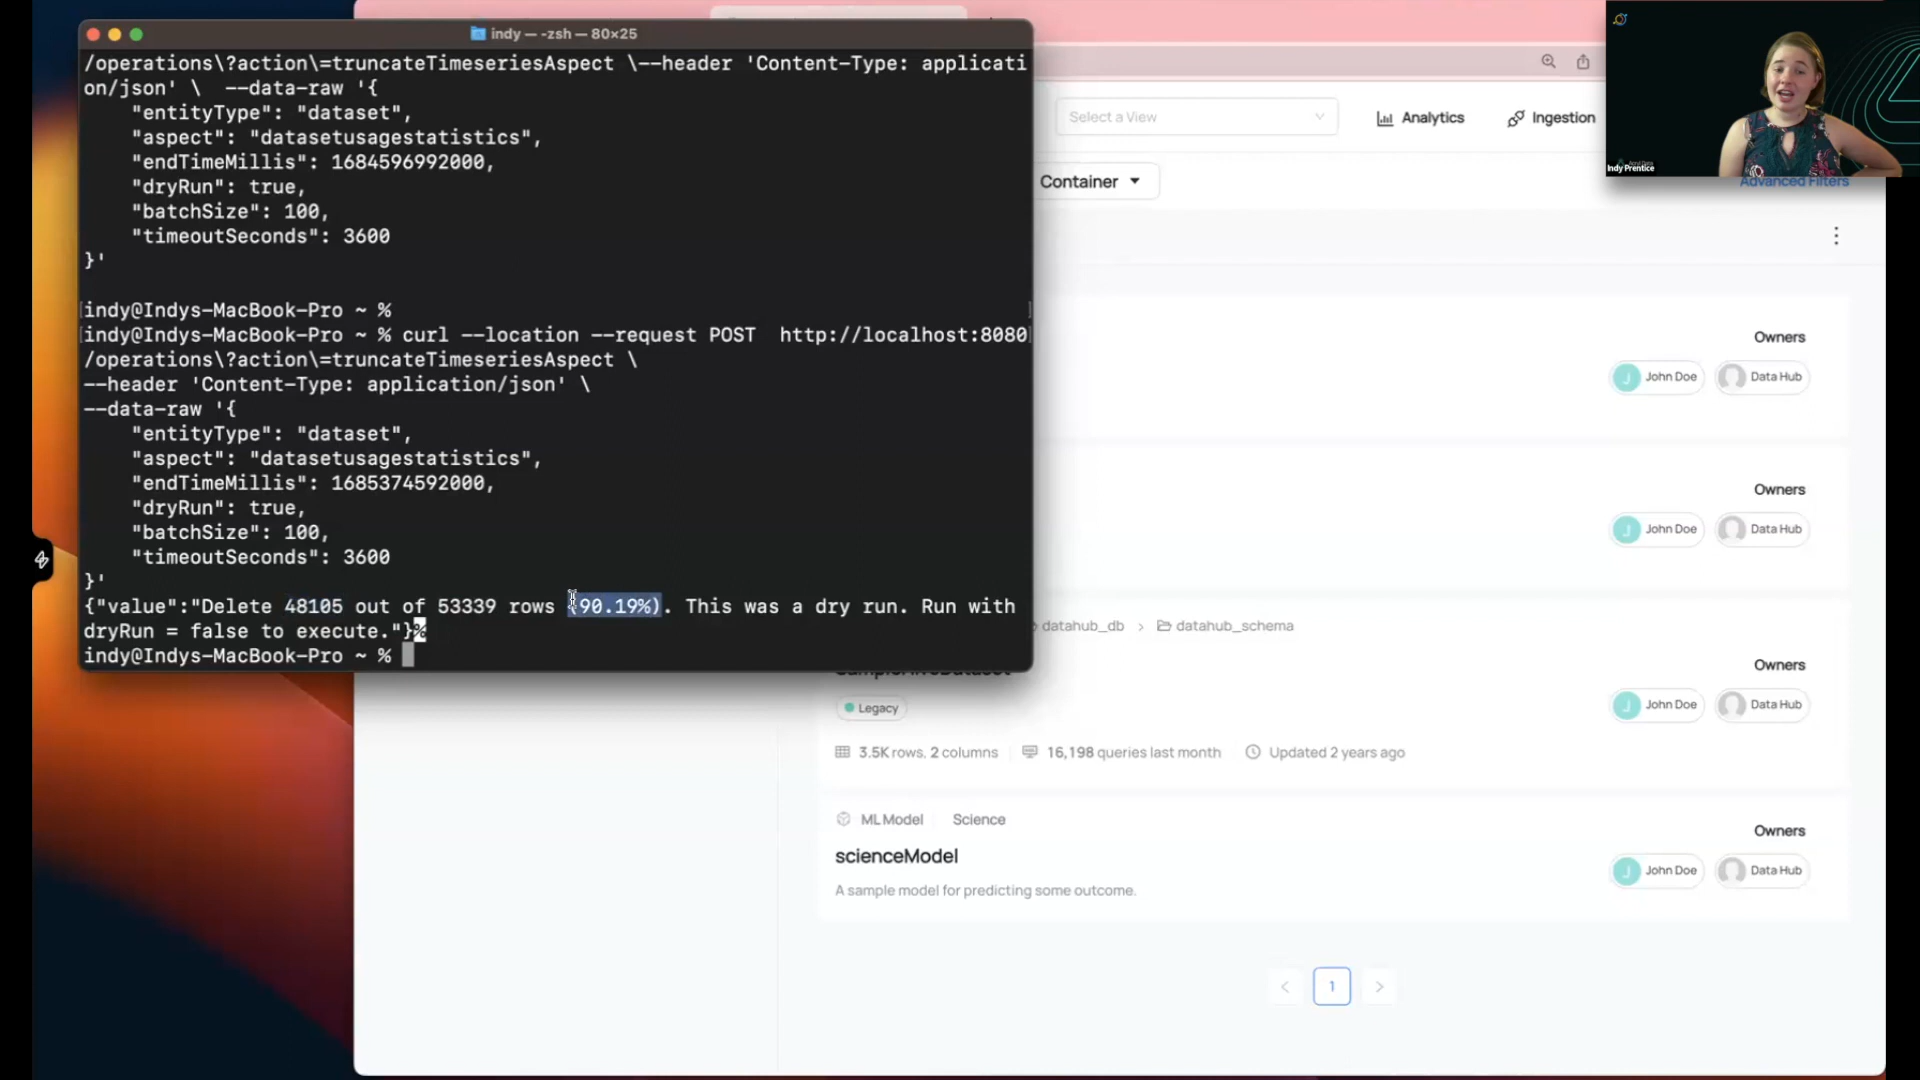 indy — -zsh — 80×25
/operations\?action\=truncateTimeseriesAspect \--header 'Content-Type: applicati
on/json' \  --data-raw '{
    "entityType": "dataset",
    "aspect": "datasetusagestatistics",
    "endTimeMillis": 1684596992000,
    "dryRun": true,
    "batchSize": 100,
    "timeoutSeconds": 3600
}'
indy@Indys-MacBook-Pro ~ %
indy@Indys-MacBook-Pro ~ % curl --location --request POST  http://localhost:8080
/operations\?action\=truncateTimeseriesAspect \
--header 'Content-Type: application/json' \
--data-raw '{
    "entityType": "dataset",
    "aspect": "datasetusagestatistics",
    "endTimeMillis": 1685374592000,
    "dryRun": true,
    "batchSize": 100,
    "timeoutSeconds": 3600
}'
{"value":"Delete 48105 out of 53339 rows (90.19%). This was a dry run. Run with
dryRun = false to execute."}%
indy@Indys-MacBook-Pro ~ %
Select a View
Analytics
Ingestion
Indy Prentice
Container
Advanced Filters
Owners
J John Doe Data Hub
Owners
J John Doe Data Hub
datahub_db > datahub_schema
Owners
SampleHiveDataset
Legacy
J John Doe Data Hub
3.5K rows, 2 columns 16,198 queries last month Updated 2 years ago
ML Model Science
Owners
scienceModel
J John Doe Data Hub
A sample model for predicting some outcome.
< 1 >